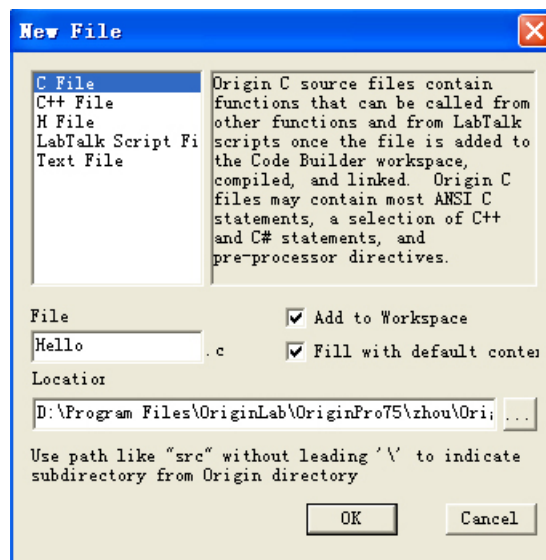 New File
C File
C++ File
H File
LabTalk Script Fi
Text File
Origin C source files contain
functions that can be called from
other functions and from LabTalk
scripts once the file is added to
the Code Builder workspace,
compiled, and linked.  Origin C
files may contain most ANSI C
statements, a selection of C++
and C# statements, and
pre-processor directives.
File
Hello .c
Add to Workspace
Fill with default conter
Location
D:\Program Files\OriginLab\OriginPro75\zhou\Ori ...
Use path like "src" without leading '\' to indicate
subdirectory from Origin directory
OK Cancel